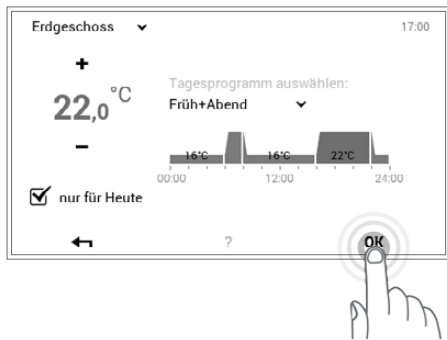 Erdgeschoss
17:00
+
22,0 °C
−
Tagesprogramm auswählen:
Früh+Abend
16°C 16°C 22°C
00:00 12:00 24:00
nur für Heute
?
OK